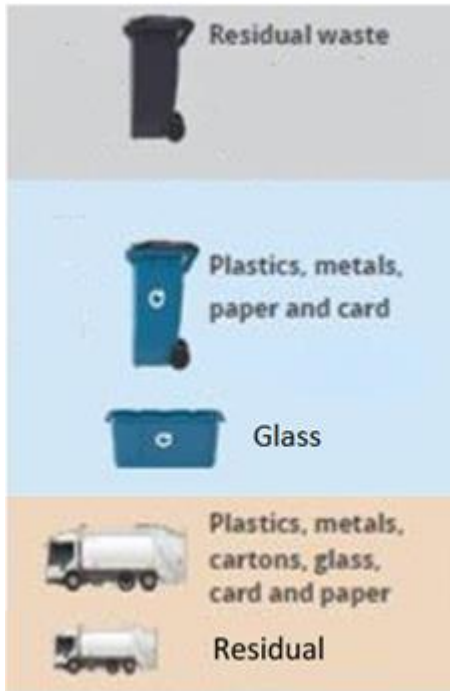 Residual waste
Plastics, metals,
paper and card
Glass
Plastics, metals,
cartons, glass,
card and paper
Residual